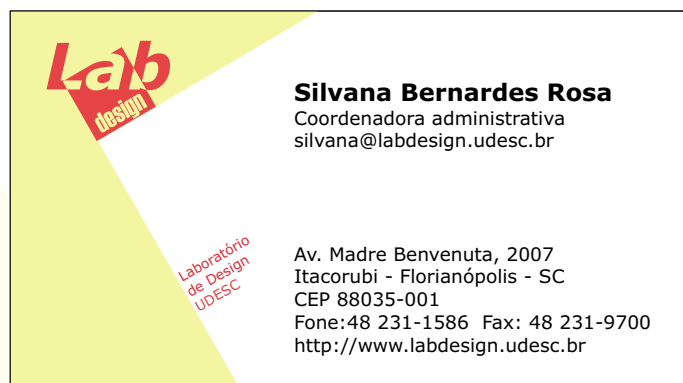 Lab
design
Silvana Bernardes Rosa
Coordenadora administrativa
silvana@labdesign.udesc.br
Laboratório
de Design
UDESC
Av. Madre Benvenuta, 2007
Itacorubi - Florianópolis - SC
CEP 88035-001
Fone:48 231-1586  Fax: 48 231-9700
http://www.labdesign.udesc.br